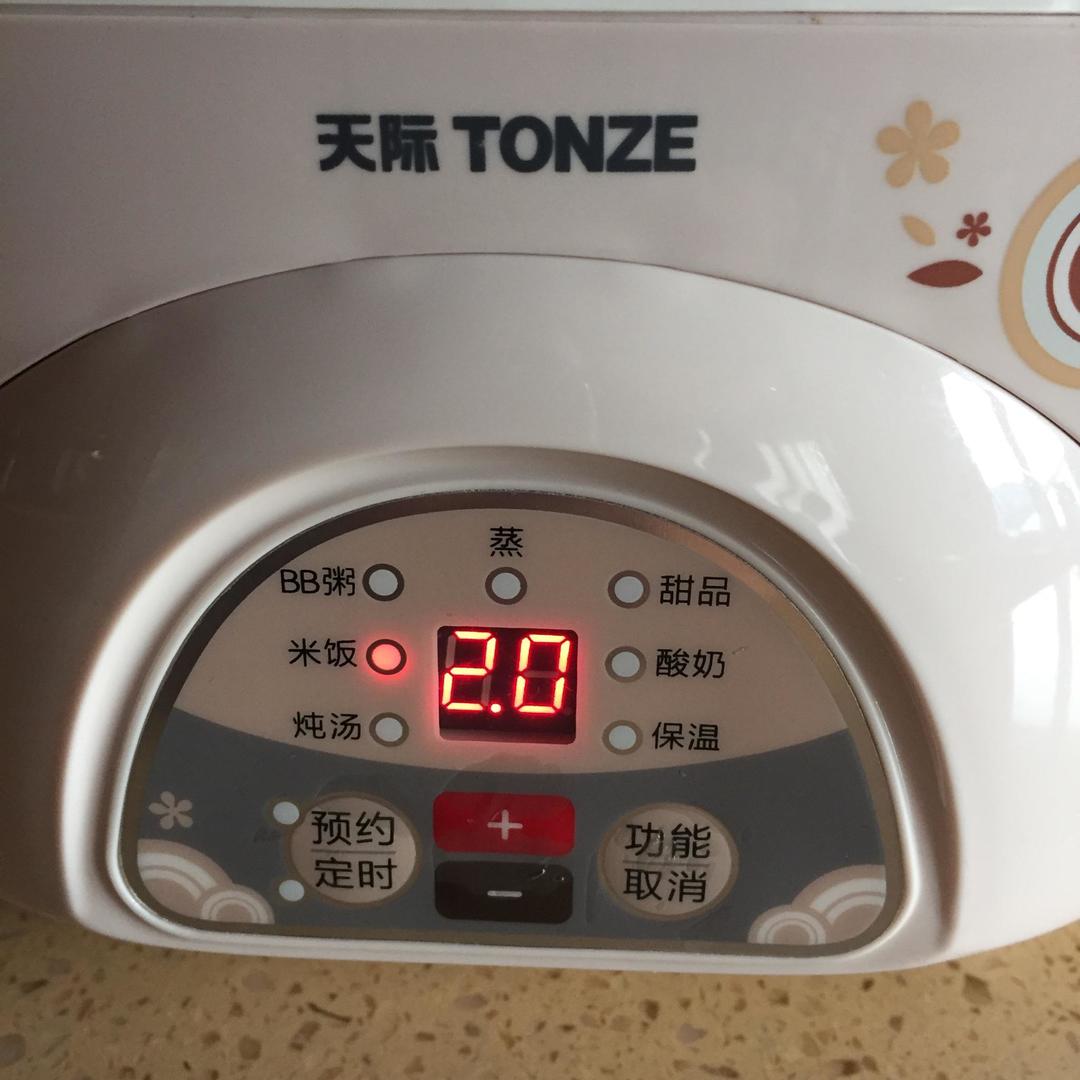 天际 TONZE
蒸
BB粥
甜品
米饭
2.0
酸奶
炖汤
保温
预约
定时
+
-
功能
取消